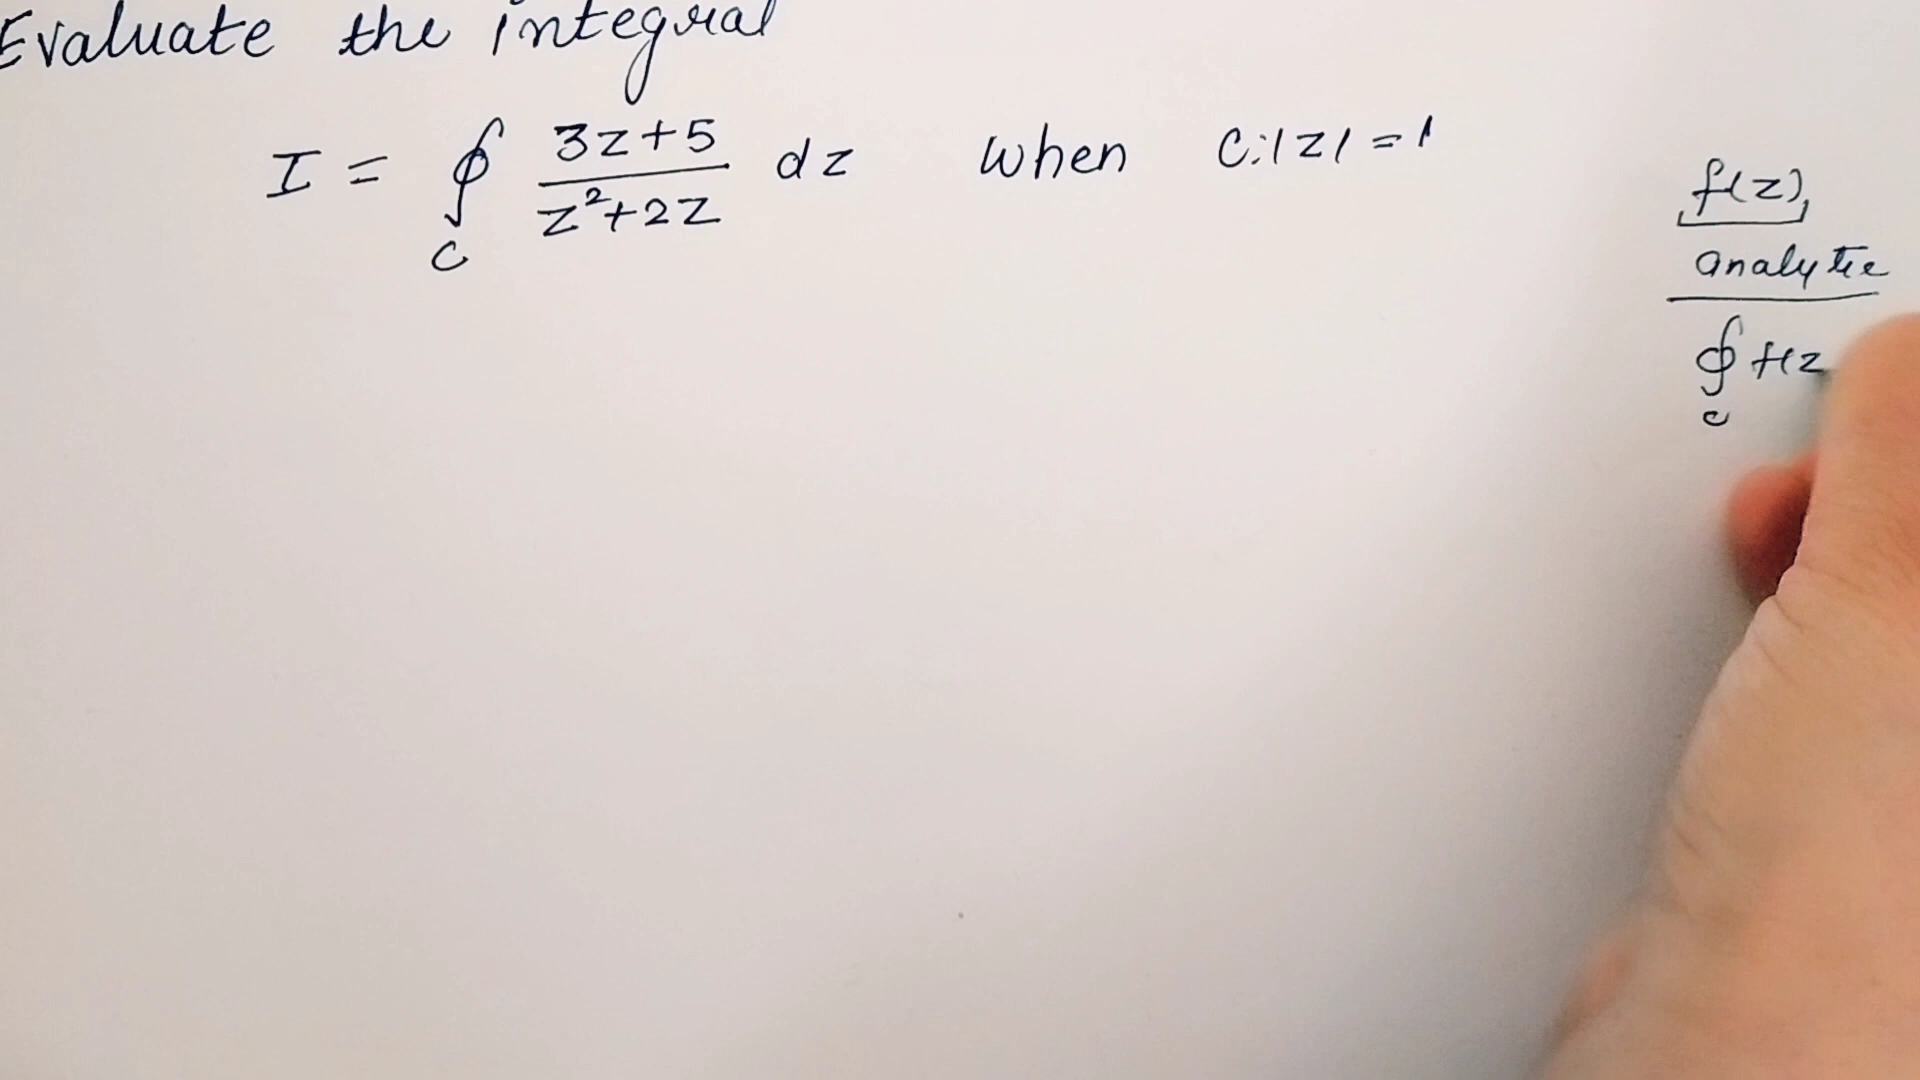 Evaluate the integral
I = ∮_C (3z+5)/(z²+2z) dz when C:|z|=1
f(z),
analytic
∮_C f(z